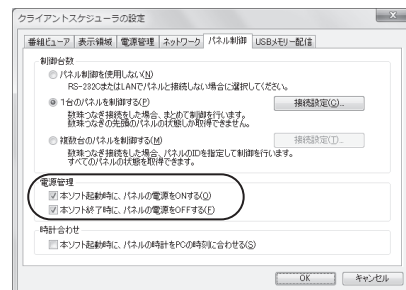 クライアントスケジューラの設定
番組ビューア 表示領域 電源管理 ネットワーク パネル制御 USBメモリー配信
制御台数
パネル制御を使用しない(N)
RS-232CまたはLANでパネルと接続しない場合に選択してください。
1台のパネルを制御する(P) 接続設定(C)...
数珠つなぎ接続をした場合、まとめて制御を行います。
数珠つなぎの先頭のパネルの状態しか取得できません。
複数台のパネルを制御する(M) 接続設定(T)...
数珠つなぎ接続をした場合、パネルのIDを指定して制御を行います。
すべてのパネルの状態を取得できます。
電源管理
本ソフト起動時に、パネルの電源をONする(O)
本ソフト終了時に、パネルの電源をOFFする(F)
時計合わせ
本ソフト起動時に、パネルの時計をPCの時刻に合わせる(S)
OK キャンセル